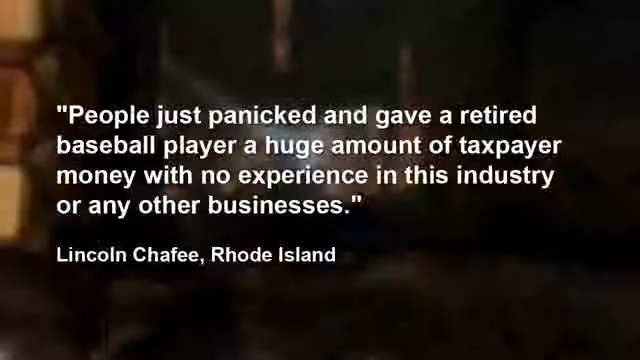 "People just panicked and gave a retired
baseball player a huge amount of taxpayer
money with no experience in this industry
or any other businesses."
Lincoln Chafee, Rhode Island